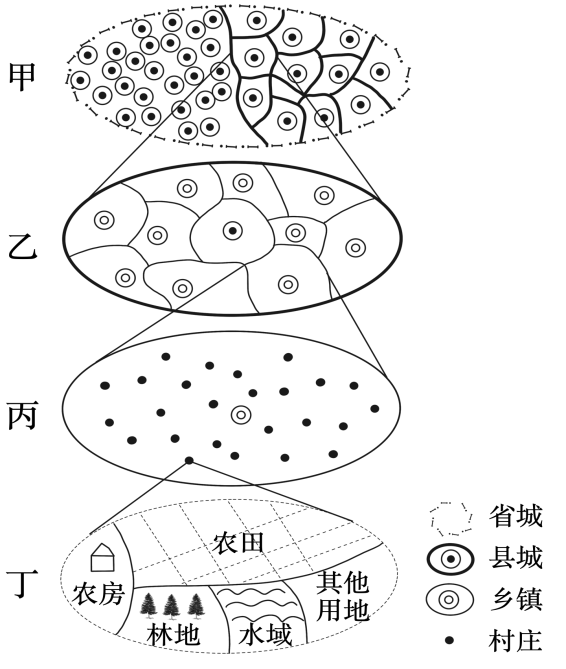 甲
乙
丙
丁
农田
农房
林地
水域
其他
用地
省城
县城
乡镇
村庄